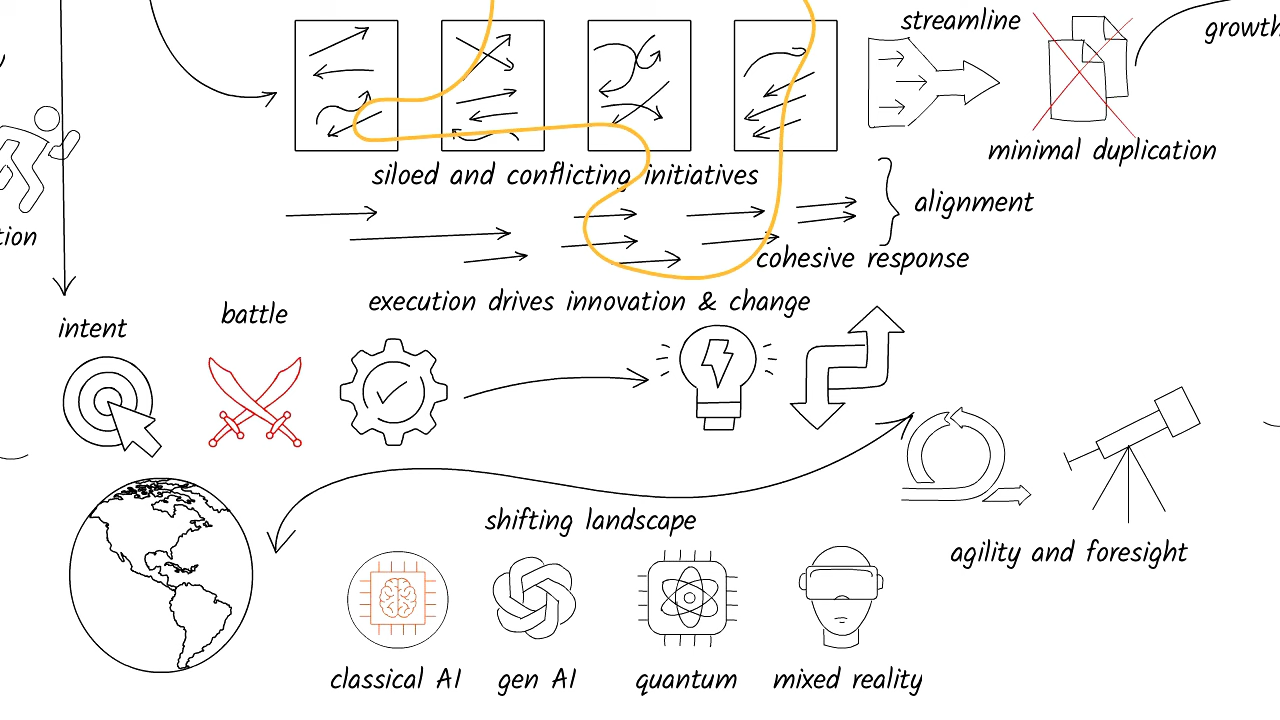 streamline
growth
minimal duplication
siloed and conflicting initiatives
alignment
tion
cohesive response
execution drives innovation & change
intent
battle
shifting landscape
agility and foresight
classical AI
gen AI
quantum
mixed reality